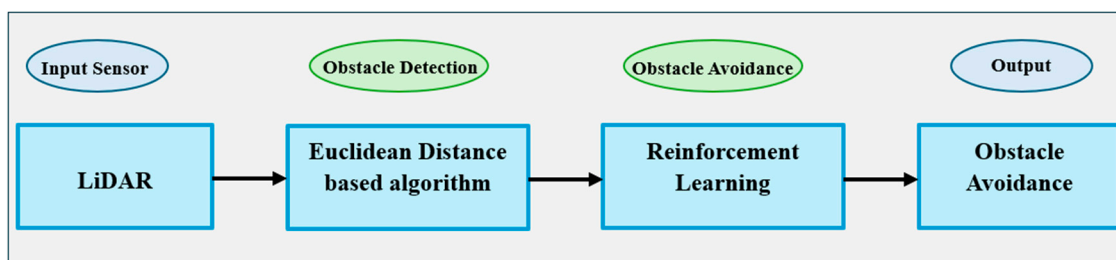 Input Sensor
Obstacle Detection
Obstacle Avoidance
Output
LiDAR
Euclidean Distance
based algorithm
Reinforcement
Learning
Obstacle
Avoidance